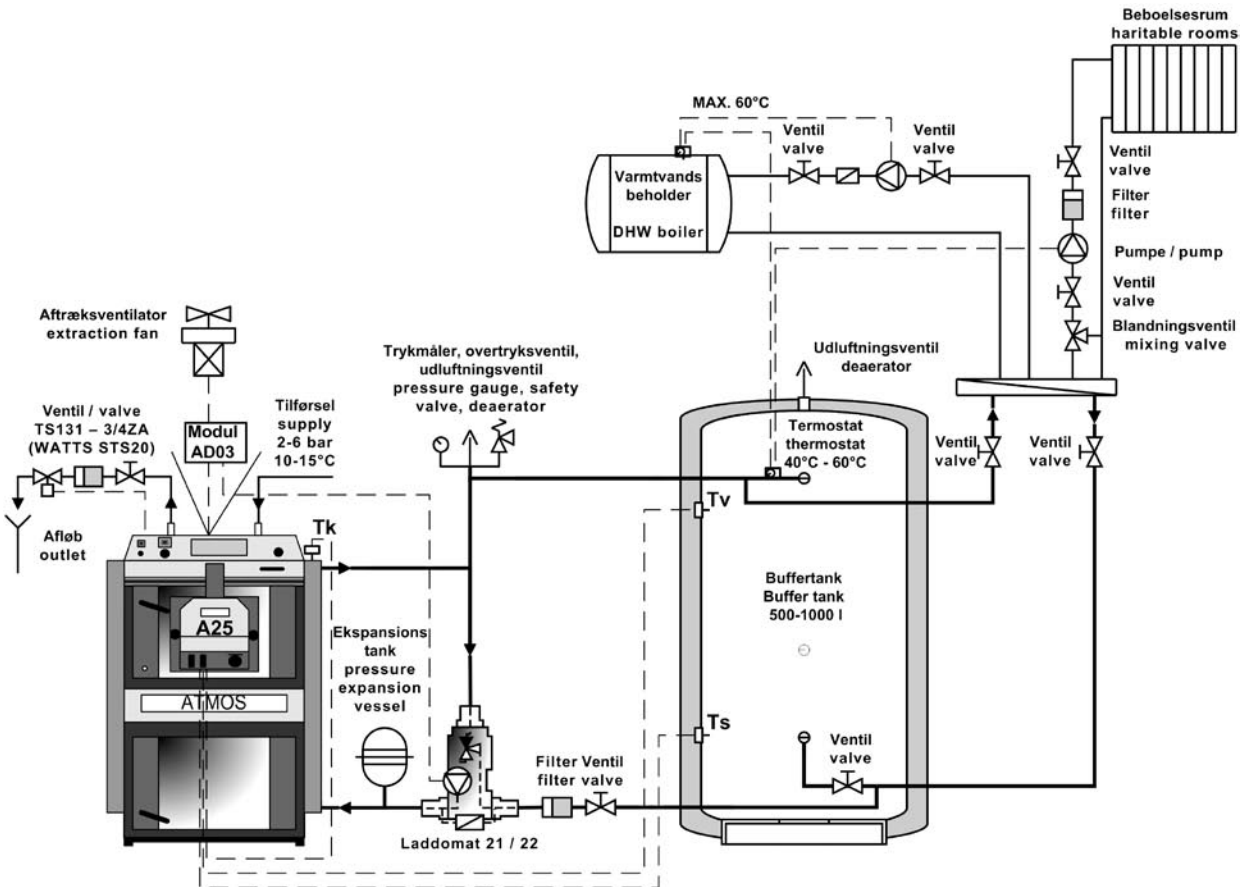 Beboelsesrum
haritable rooms
MAX. 60°C
Ventil
valve
Ventil
valve
Ventil
valve
Varmtvands
beholder
DHW boiler
Filter
filter
Pumpe / pump
Ventil
valve
Blandningsventil
mixing valve
Aftræksventilator
extraction fan
Trykmåler, overtryksventil,
udluftningsventil
pressure gauge, safety
valve, deaerator
Udluftningsventil
deaerator
Ventil / valve
TS131 – 3/4ZA
(WATTS STS20)
Modul
AD03
Tilførsel
supply
2-6 bar
10-15°C
Termostat
thermostat
40°C - 60°C
Ventil
valve
Ventil
valve
Tv
Tk
Afløb
outlet
Buffertank
Buffer tank
500-1000 l
A25
Ekspansions
tank
pressure
expansion
vessel
ATMOS
Ts
Ventil
valve
Filter Ventil
filter valve
Laddomat 21 / 22